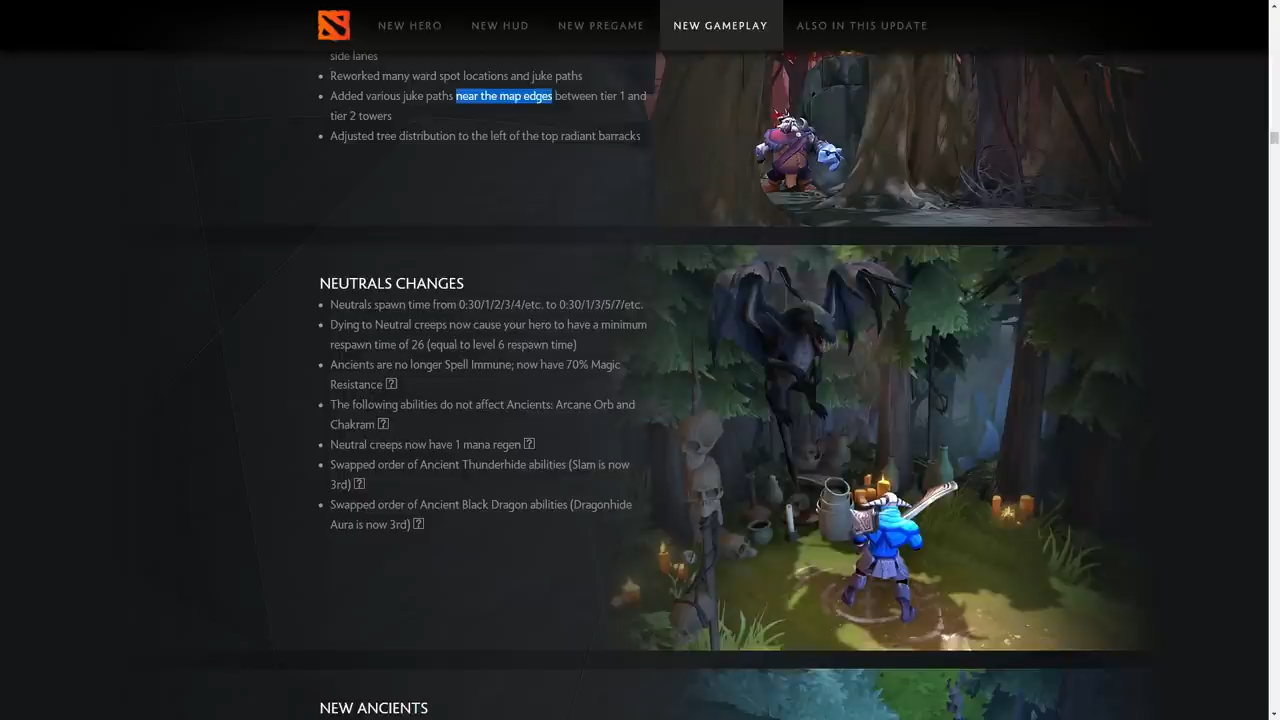 NEW HERO NEW HUD NEW PREGAME NEW GAMEPLAY ALSO IN THIS UPDATE
side lanes
Reworked many ward spot locations and juke paths
Added various juke paths near the map edges between tier 1 and
tier 2 towers
Adjusted tree distribution to the left of the top radiant barracks
NEUTRALS CHANGES
Neutrals spawn time from 0:30/1/2/3/4/etc. to 0:30/1/3/5/7/etc.
Dying to Neutral creeps now cause your hero to have a minimum
respawn time of 26 (equal to level 6 respawn time)
Ancients are no longer Spell Immune; now have 70% Magic
Resistance [?]
The following abilities do not affect Ancients: Arcane Orb and
Chakram [?]
Neutral creeps now have 1 mana regen [?]
Swapped order of Ancient Thunderhide abilities (Slam is now
3rd) [?]
Swapped order of Ancient Black Dragon abilities (Dragonhide
Aura is now 3rd) [?]
NEW ANCIENTS